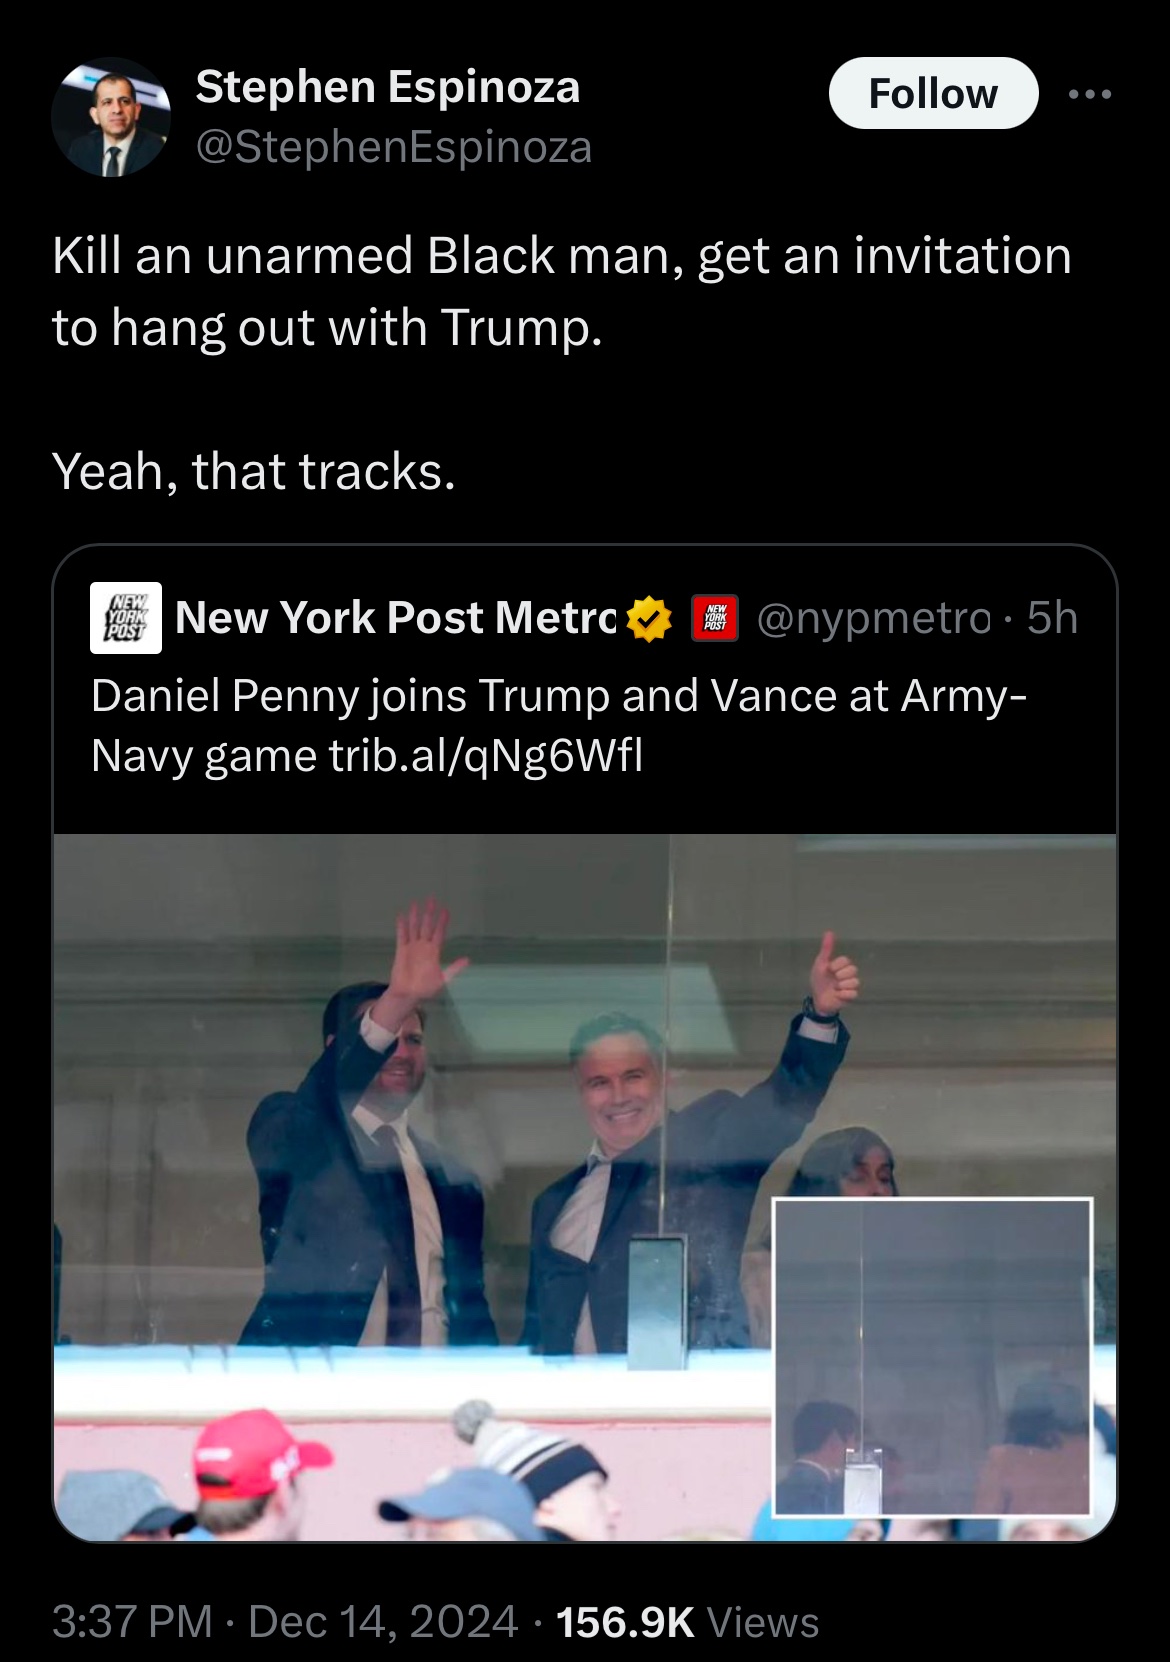 Stephen Espinoza
@StephenEspinoza
Follow
Kill an unarmed Black man, get an invitation
to hang out with Trump.
Yeah, that tracks.
NEW
YORK
POST
New York Post Metro
NEW
YORK
POST
@nypmetro · 5h
Daniel Penny joins Trump and Vance at Army-
Navy game trib.al/qNg6Wfl
3:37 PM · Dec 14, 2024 · 156.9K Views